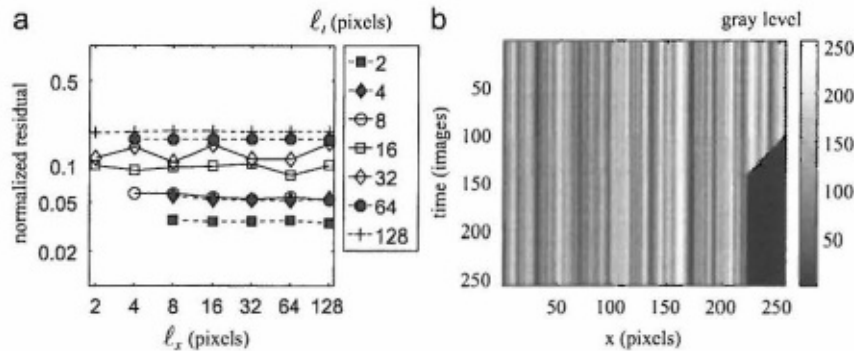 a
ℓt (pixels)
normalized residual
0.5
0.1
0.05
0.02
2 4 8 16 32 64 128
ℓx (pixels)
2
4
8
16
32
64
128
b
gray level
time (images)
50
100
150
200
250
50 100 150 200 250
x (pixels)
250
200
150
100
50